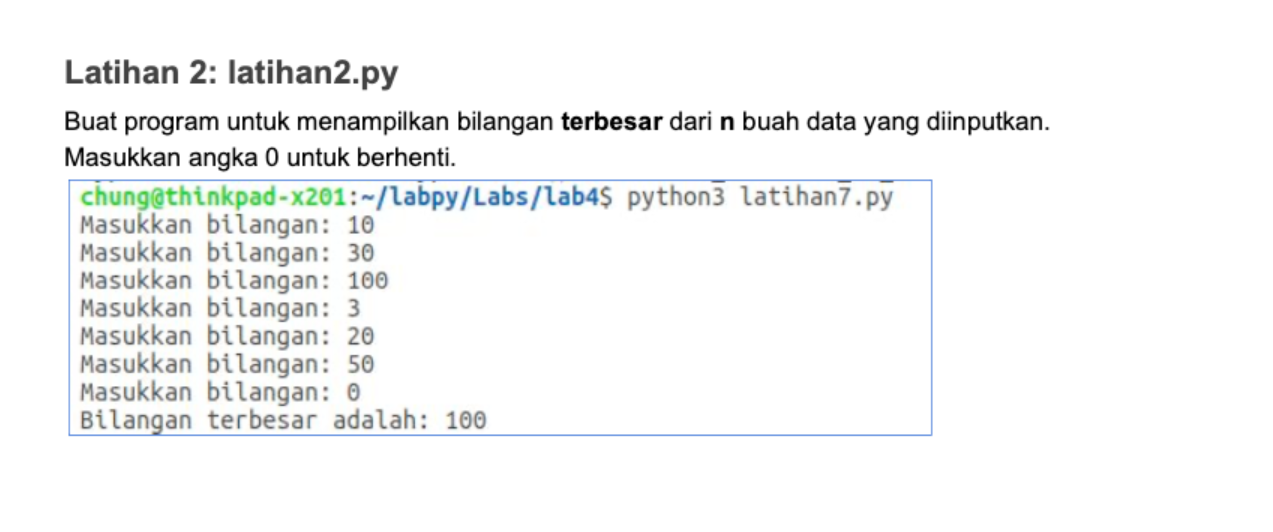 Latihan 2: latihan2.py
Buat program untuk menampilkan bilangan terbesar dari n buah data yang diinputkan.
Masukkan angka 0 untuk berhenti.
chung@thinkpad-x201:~/labpy/Labs/lab4$ python3 latihan7.py
Masukkan bilangan: 10
Masukkan bilangan: 30
Masukkan bilangan: 100
Masukkan bilangan: 3
Masukkan bilangan: 20
Masukkan bilangan: 50
Masukkan bilangan: 0
Bilangan terbesar adalah: 100